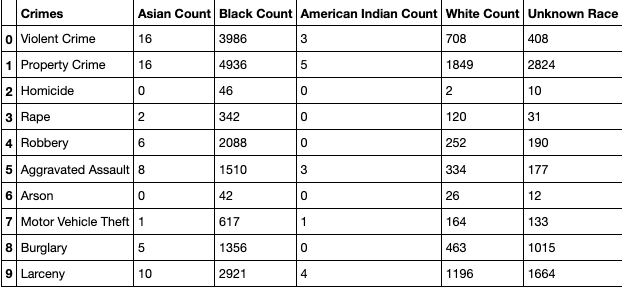 Crimes Asian Count Black Count American Indian Count White Count Unknown Race
0 Violent Crime 16 3986 3 708 408
1 Property Crime 16 4936 5 1849 2824
2 Homicide 0 46 0 2 10
3 Rape 2 342 0 120 31
4 Robbery 6 2088 0 252 190
5 Aggravated Assault 8 1510 3 334 177
6 Arson 0 42 0 26 12
7 Motor Vehicle Theft 1 617 1 164 133
8 Burglary 5 1356 0 463 1015
9 Larceny 10 2921 4 1196 1664